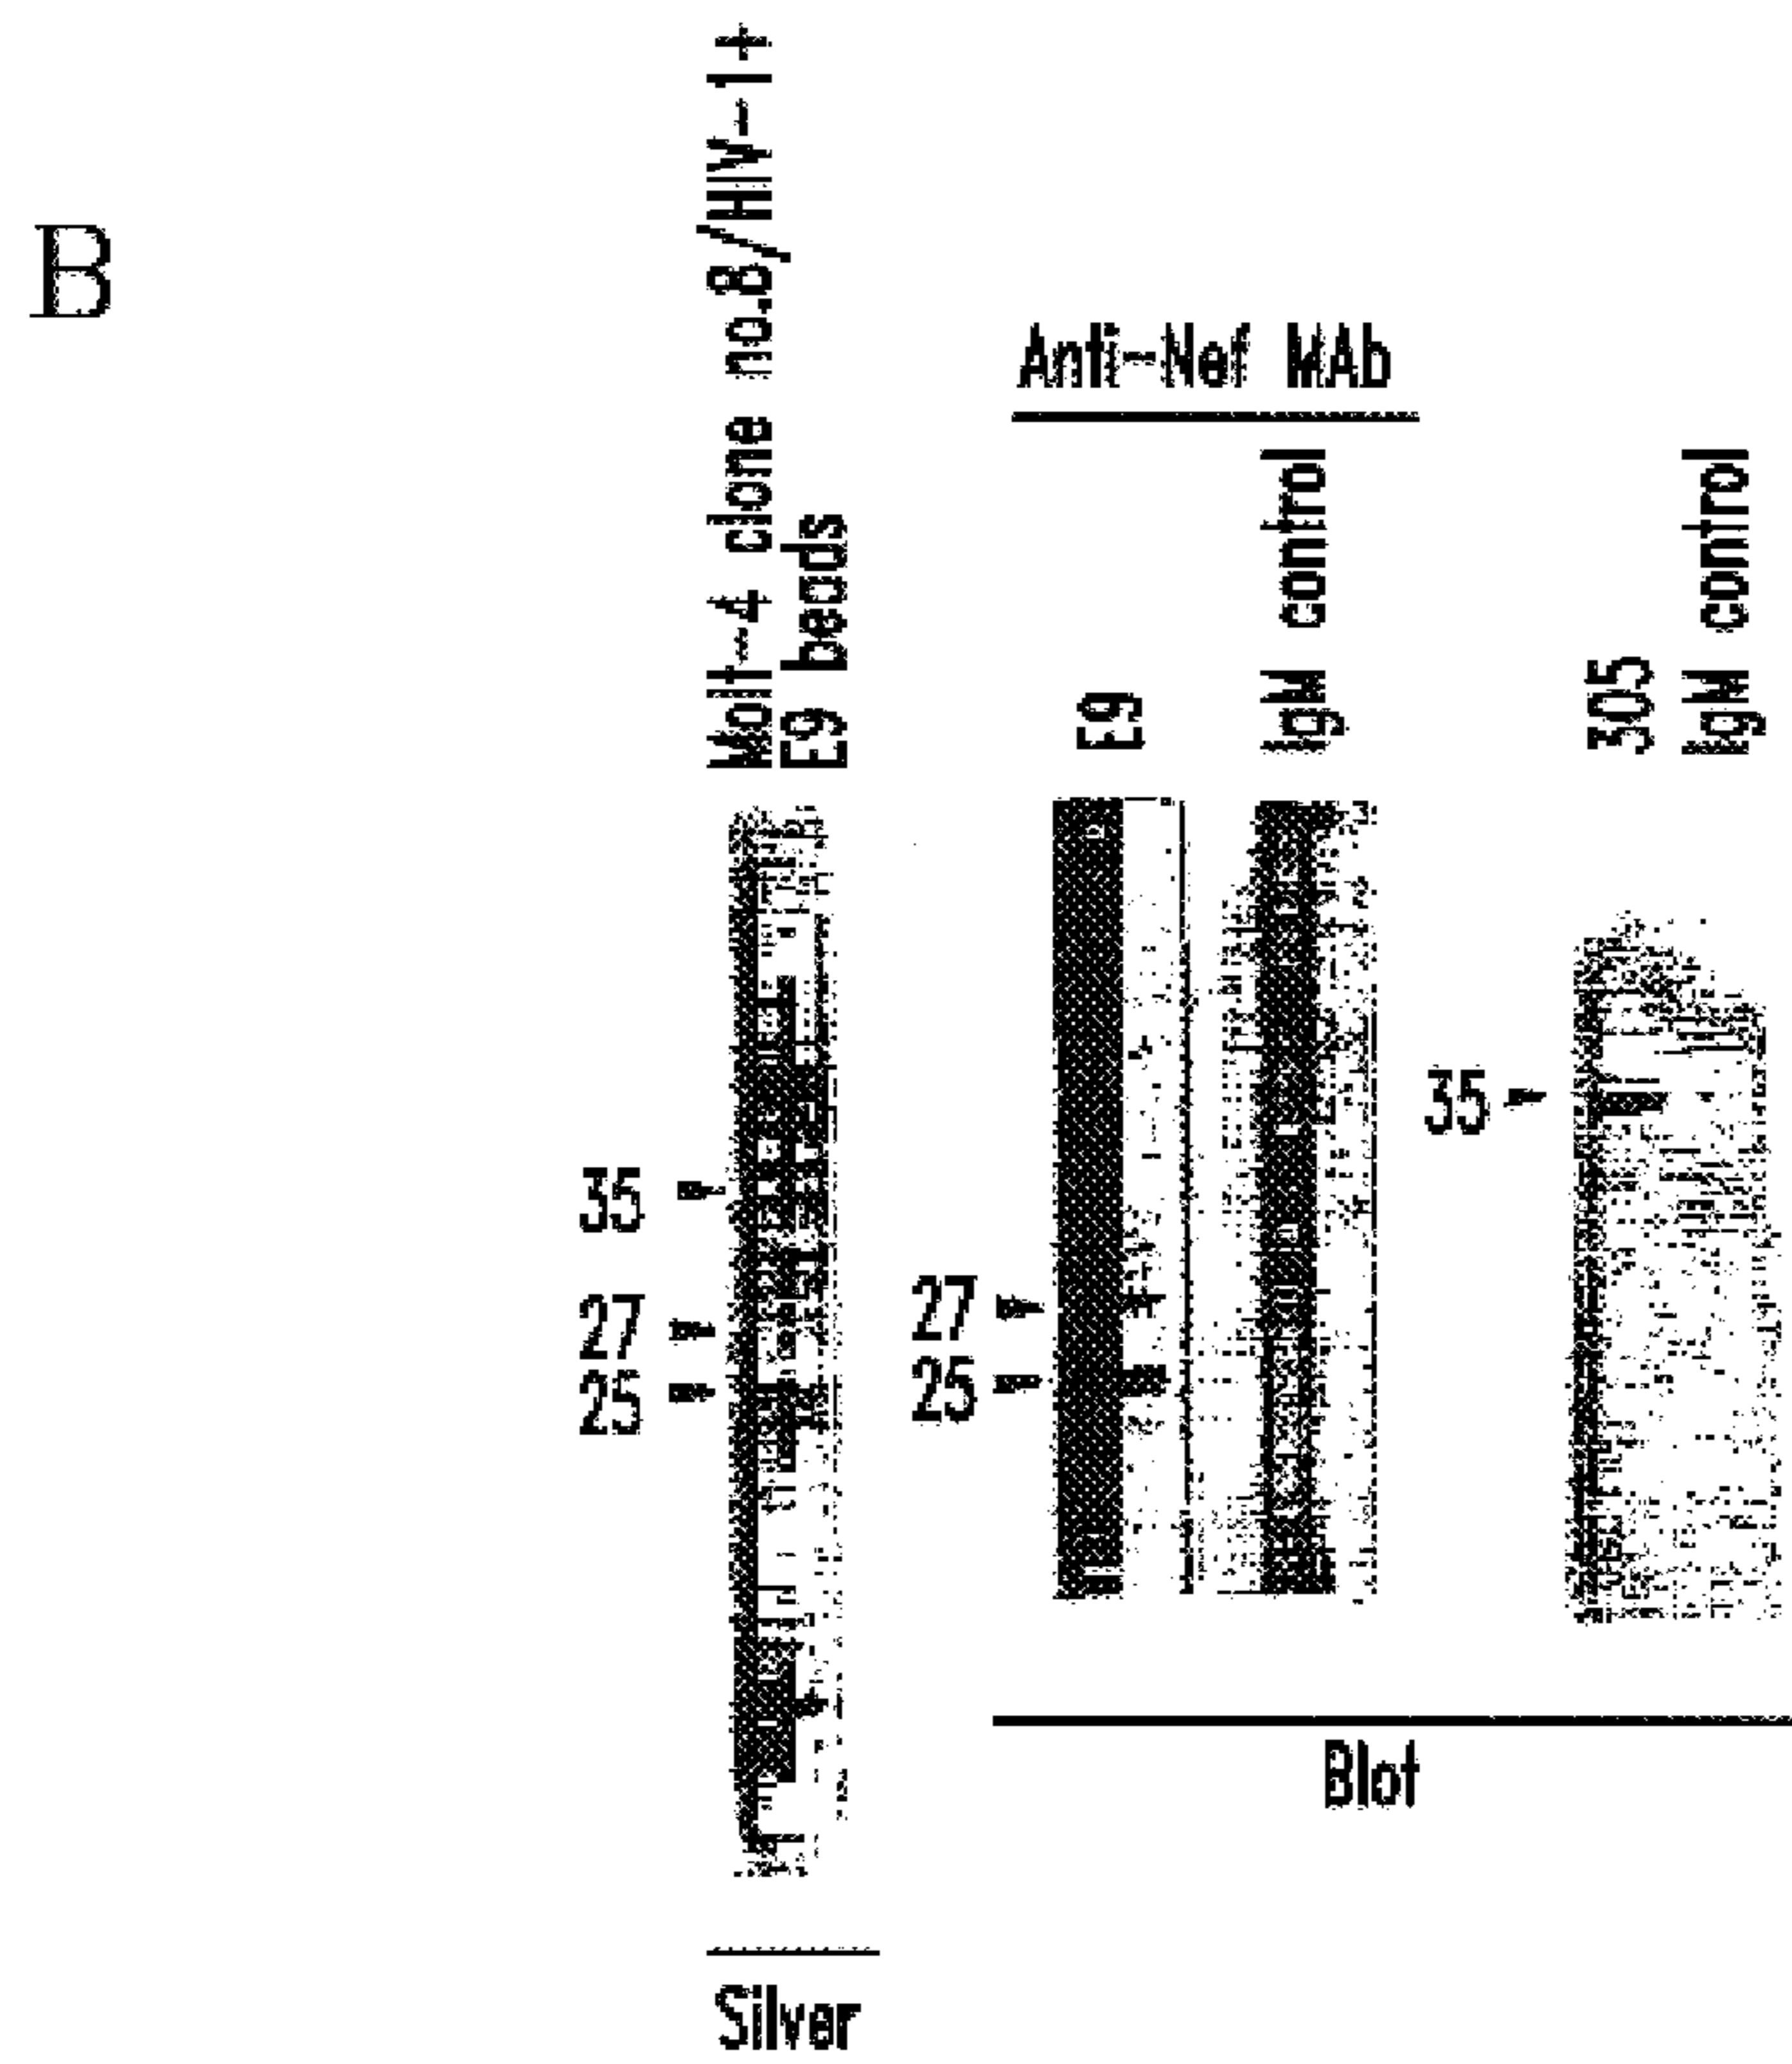 B
Molt-4 clone no.8/HIV-1+
E9 beads
Anti-Nef MAb
E9
IgM control
305
IgM control
35
27
25
27
25
35
Blot
Silver